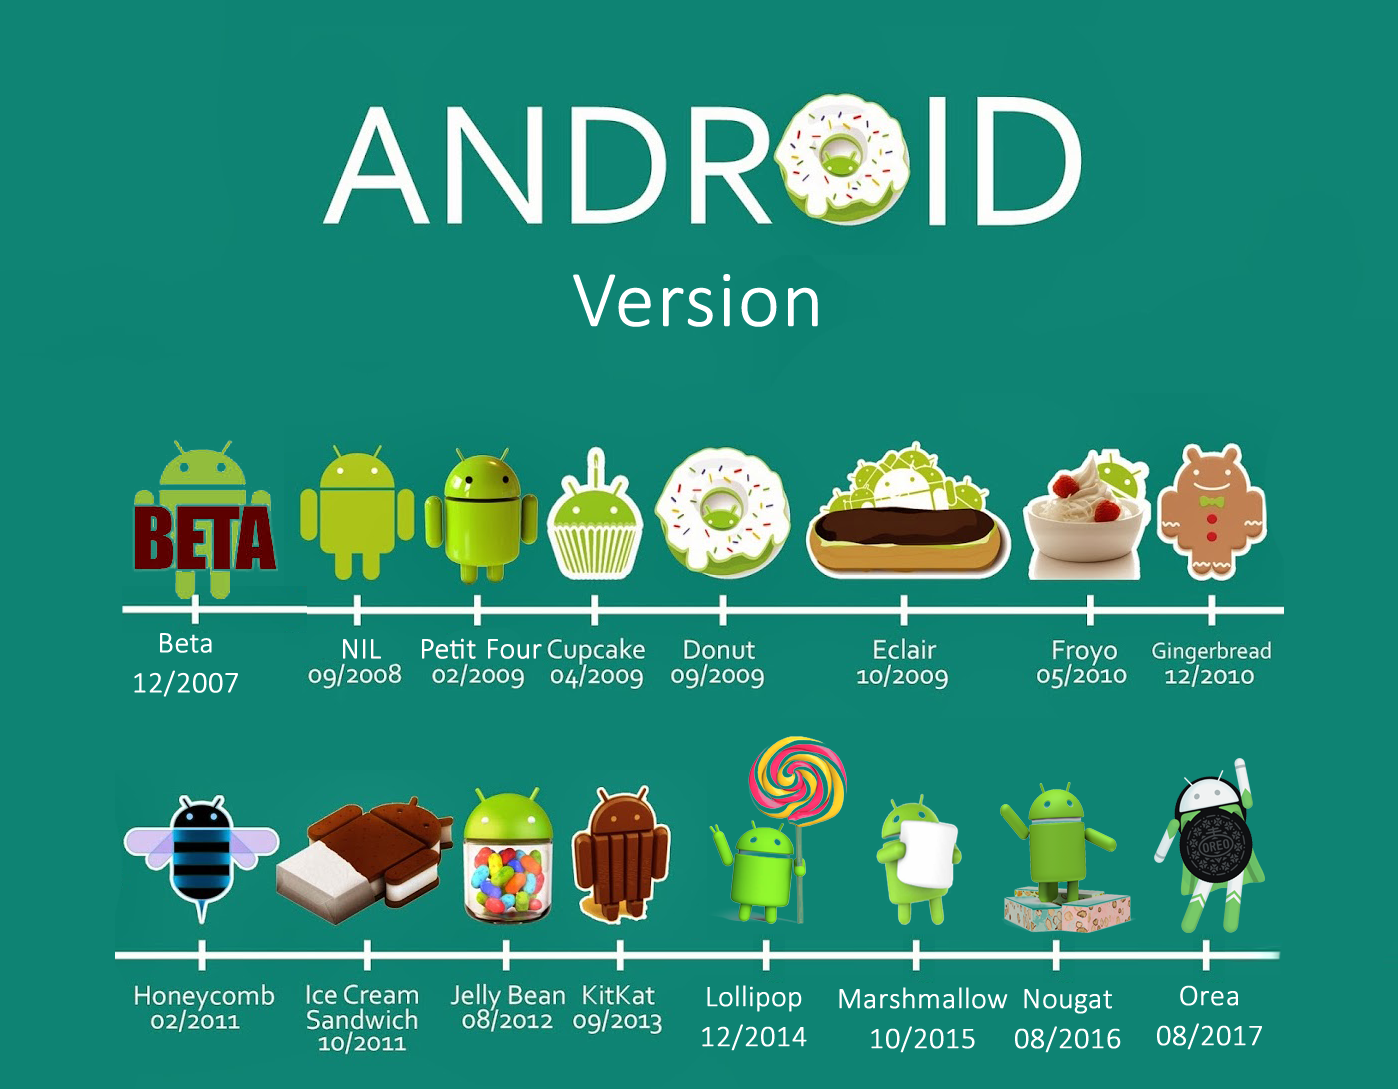 ANDROID
Version
BETA
Beta
12/2007
NIL
09/2008
Petit Four
02/2009
Cupcake
04/2009
Donut
09/2009
Eclair
10/2009
Froyo
05/2010
Gingerbread
12/2010
OREO
Honeycomb
02/2011
Ice Cream
Sandwich
10/2011
Jelly Bean
08/2012
KitKat
09/2013
Lollipop
12/2014
Marshmallow
10/2015
Nougat
08/2016
Orea
08/2017